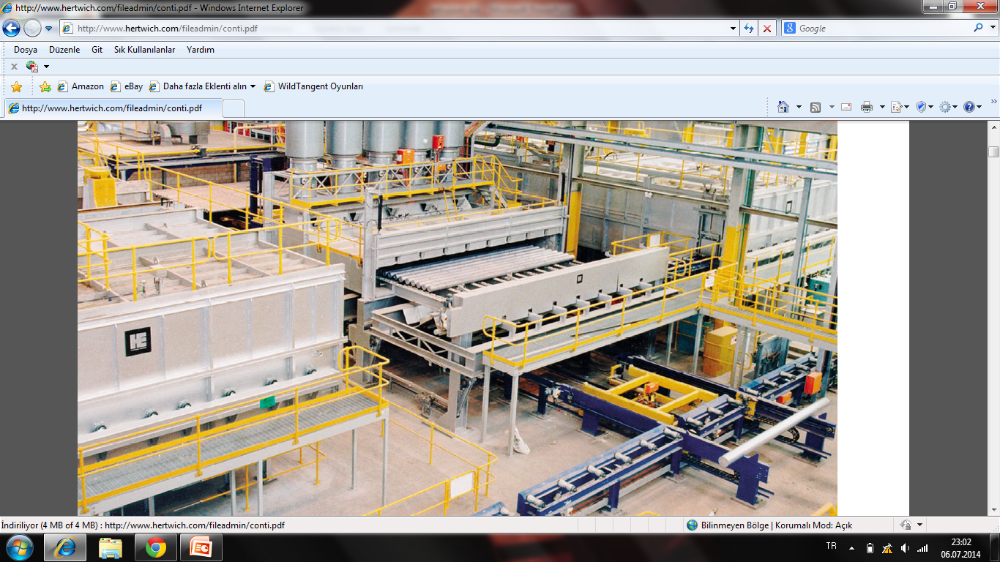 http://www.hertwich.com/fileadmin/conti.pdf - Windows Internet Explorer
http://www.hertwich.com/fileadmin/conti.pdf
Google
Dosya Düzenle Git Sık Kullanılanlar Yardım
Amazon eBay Daha fazla Eklenti alın WildTangent Oyunları
http://www.hertwich.com/fileadmin/conti.pdf
HE
İndiriliyor (4 MB of 4 MB) : http://www.hertwich.com/fileadmin/conti.pdf
Bilinmeyen Bölge | Korumalı Mod: Açık
TR
23:02
06.07.2014